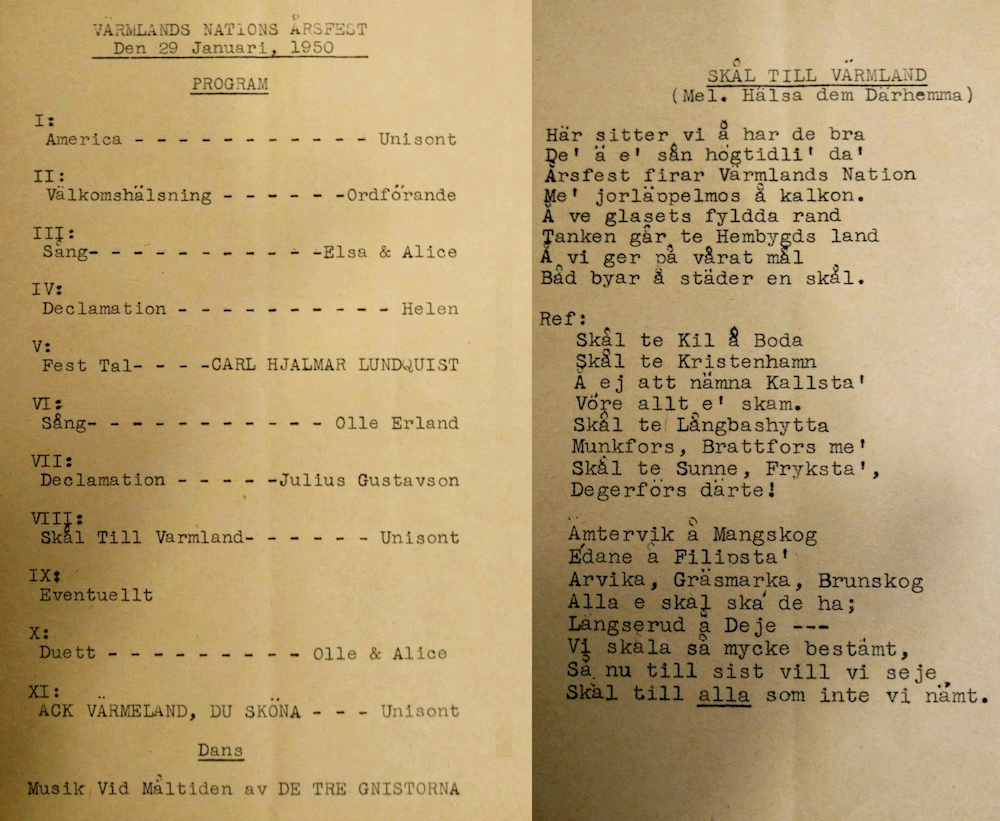 VÄRMLANDS NATIONS ÅRSFEST
Den 29 Januari, 1950
PROGRAM
I:
America - - - - - - - - - - - - Unisont
II:
Välkomshälsning - - - - - -Ordförande
III:
Sång- - - - - - - - - - - -Elsa & Alice
IV:
Declamation - - - - - - - - - - Helen
V:
Fest Tal- - - -CARL HJALMAR LUNDQUIST
VI:
Sång- - - - - - - - - - - Olle Erland
VII:
Declamation - - - - -Julius Gustavson
VIII:
Skål Till Varmland- - - - - - Unisont
IX:
Eventuellt
X:
Duett - - - - - - - - - Olle & Alice
XI:
ACK VÄRMELAND, DU SKÖNA - - - Unisont
Dans
Musik Vid Måltiden av DE TRE GNISTORNA
SKÅL TILL VÄRMLAND
(Mel. Hälsa dem Därhemma)
Här sitter vi å har de bra
De' ä e' sån högtidli' da'
Årsfest firar Värmlands Nation
Me' jorläppelmos å kalkon.
Å ve glasets fyldda rand
Tanken går te Hembygds land
Å vi ger på vårat mål
Båd byar å städer en skål.
Ref:
Skål te Kil å Boda
Skål te Kristenhamn
Å ej att nämna Kallsta'
Vöre allt e' skam.
Skål te Långbashytta
Munkfors, Brattfors me'
Skål te Sunne, Fryksta',
Degerförs därte!
Ämtervik å Mangskog
Edane å Filipsta'
Arvika, Gräsmarka, Brunskog
Alla e skål ska' de ha;
Långserud å Deje ---
Vi skåla så mycke bestämt,
Så nu till sist vill vi seje,
Skål till alla som inte vi nämt.